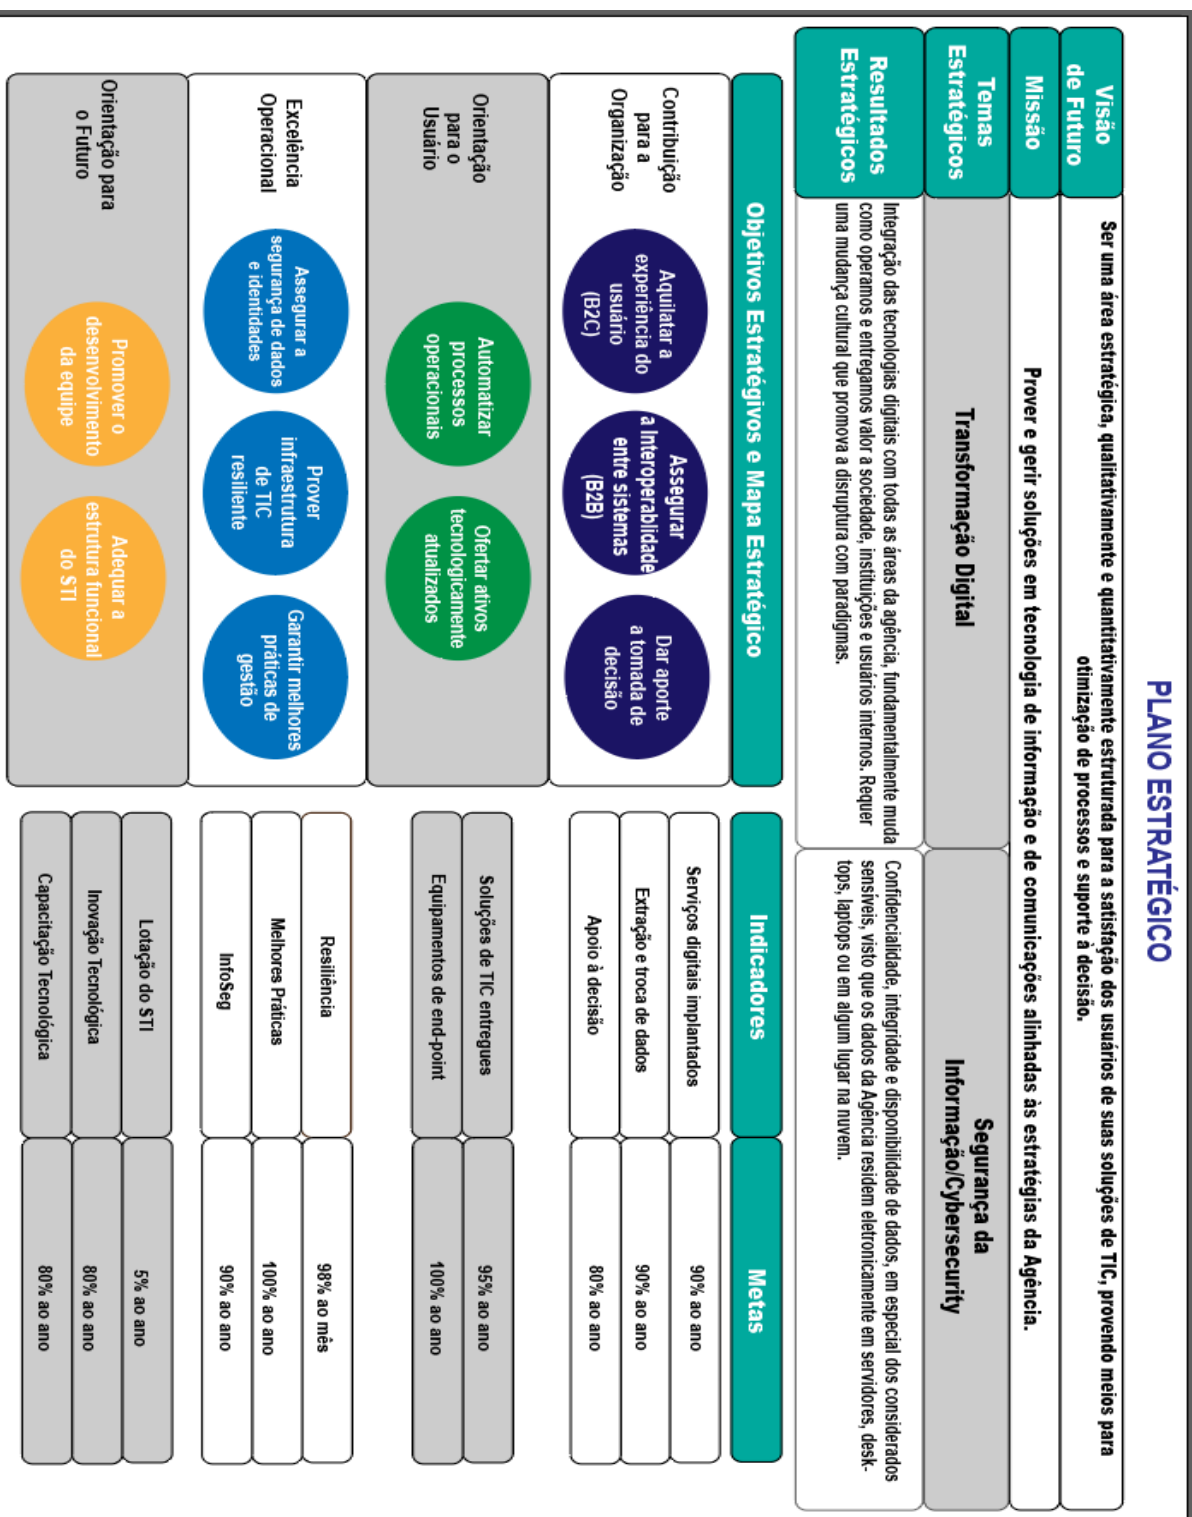 PLANO ESTRATÉGICO
Visão
de Futuro
Ser uma área estratégica, qualitativamente e quantitativamente estruturada para a satisfação dos usuários de suas soluções de TIC, provendo meios para
otimização de processos e suporte à decisão.
Missão
Prover e gerir soluções em tecnologia de informação e de comunicações alinhadas às estratégias da Agência.
Temas
Estratégicos
Transformação Digital
Segurança da
Informação/Cybersecurity
Resultados
Estratégicos
Integração das tecnologias digitais com todas as áreas da agência, fundamentalmente muda
como operamos e entregamos valor a sociedade, instituições e usuários internos. Requer
uma mudança cultural que promova a disruptura com paradigmas.
Confidencialidade, integridade e disponibilidade de dados, em especial dos considerados
sensíveis, visto que os dados da Agência residem eletronicamente em servidores, desk-
tops, laptops ou em algum lugar na nuvem.
Objetivos Estratégivos e Mapa Estratégico
Indicadores
Metas
Contribuição
para a
Organização
Aquilatar a
experiência do
usuário
(B2C)
Assegurar
a Interoperablidade
entre sistemas
(B2B)
Dar aporte
a tomada de
decisão
Serviços digitais implantados
90% ao ano
Extração e troca de dados
90% ao ano
Apoio à decisão
80% ao ano
Orientação
para o
Usuário
Automatizar
processos
operacionais
Ofertar ativos
tecnologicamente
atualizados
Soluções de TIC entregues
95% ao ano
Equipamentos de end-point
100% ao ano
Excelência
Operacional
Assegurar a
segurança de dados
e identidades
Prover
infraestrutura
de TIC
resiliente
Garantir melhores
práticas de
gestão
Resiliência
98% ao mês
Melhores Práticas
100% ao ano
InfoSeg
90% ao ano
Orientação para
o Futuro
Promover o
desenvolvimento
da equipe
Adequar a
estrutura funcional
do STI
Lotação do STI
5% ao ano
Inovação Tecnológica
80% ao ano
Capacitação Tecnológica
80% ao ano